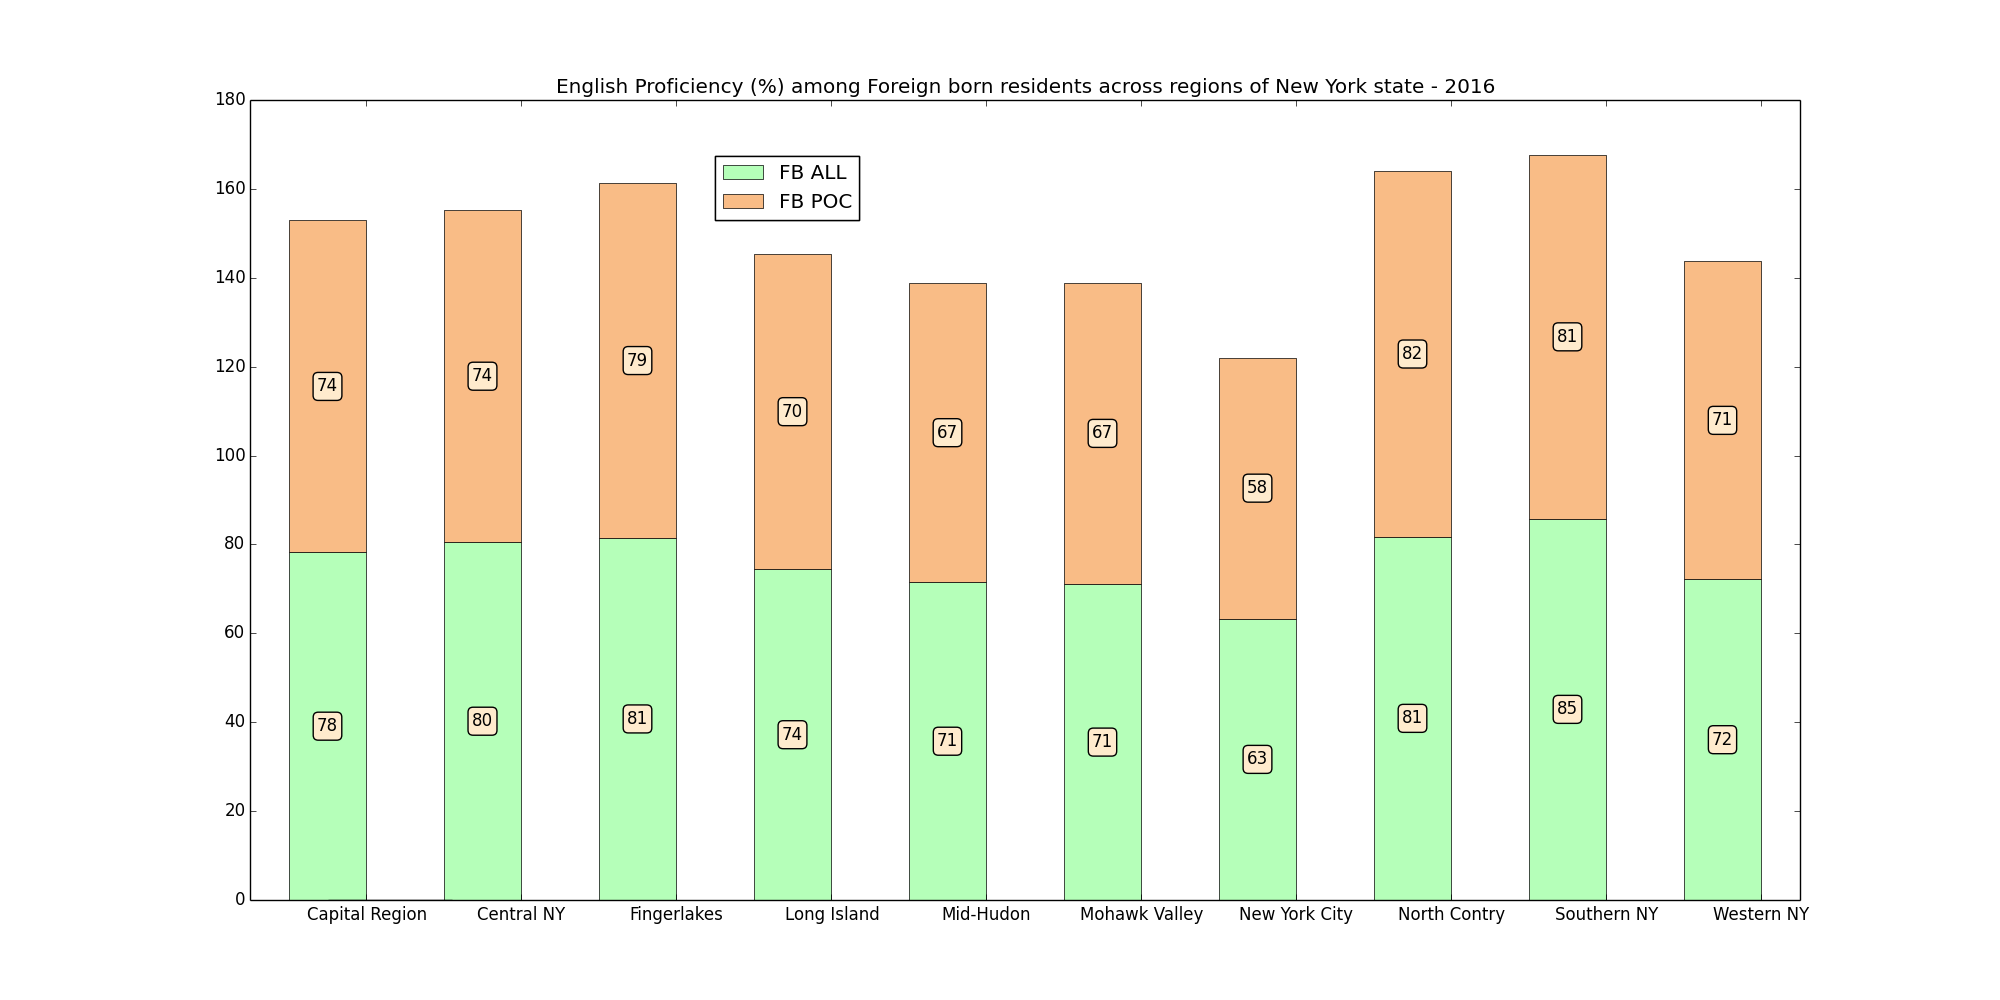 English Proficiency (%) among Foreign born residents across regions of New York state - 2016
180
160
140
120
100
80
60
40
20
0
FB ALL
FB POC
74 74 79 70 67 67 58 82 81 71
78 80 81 74 71 71 63 81 85 72
Capital Region Central NY Fingerlakes Long Island Mid-Hudon Mohawk Valley New York City North Contry Southern NY Western NY